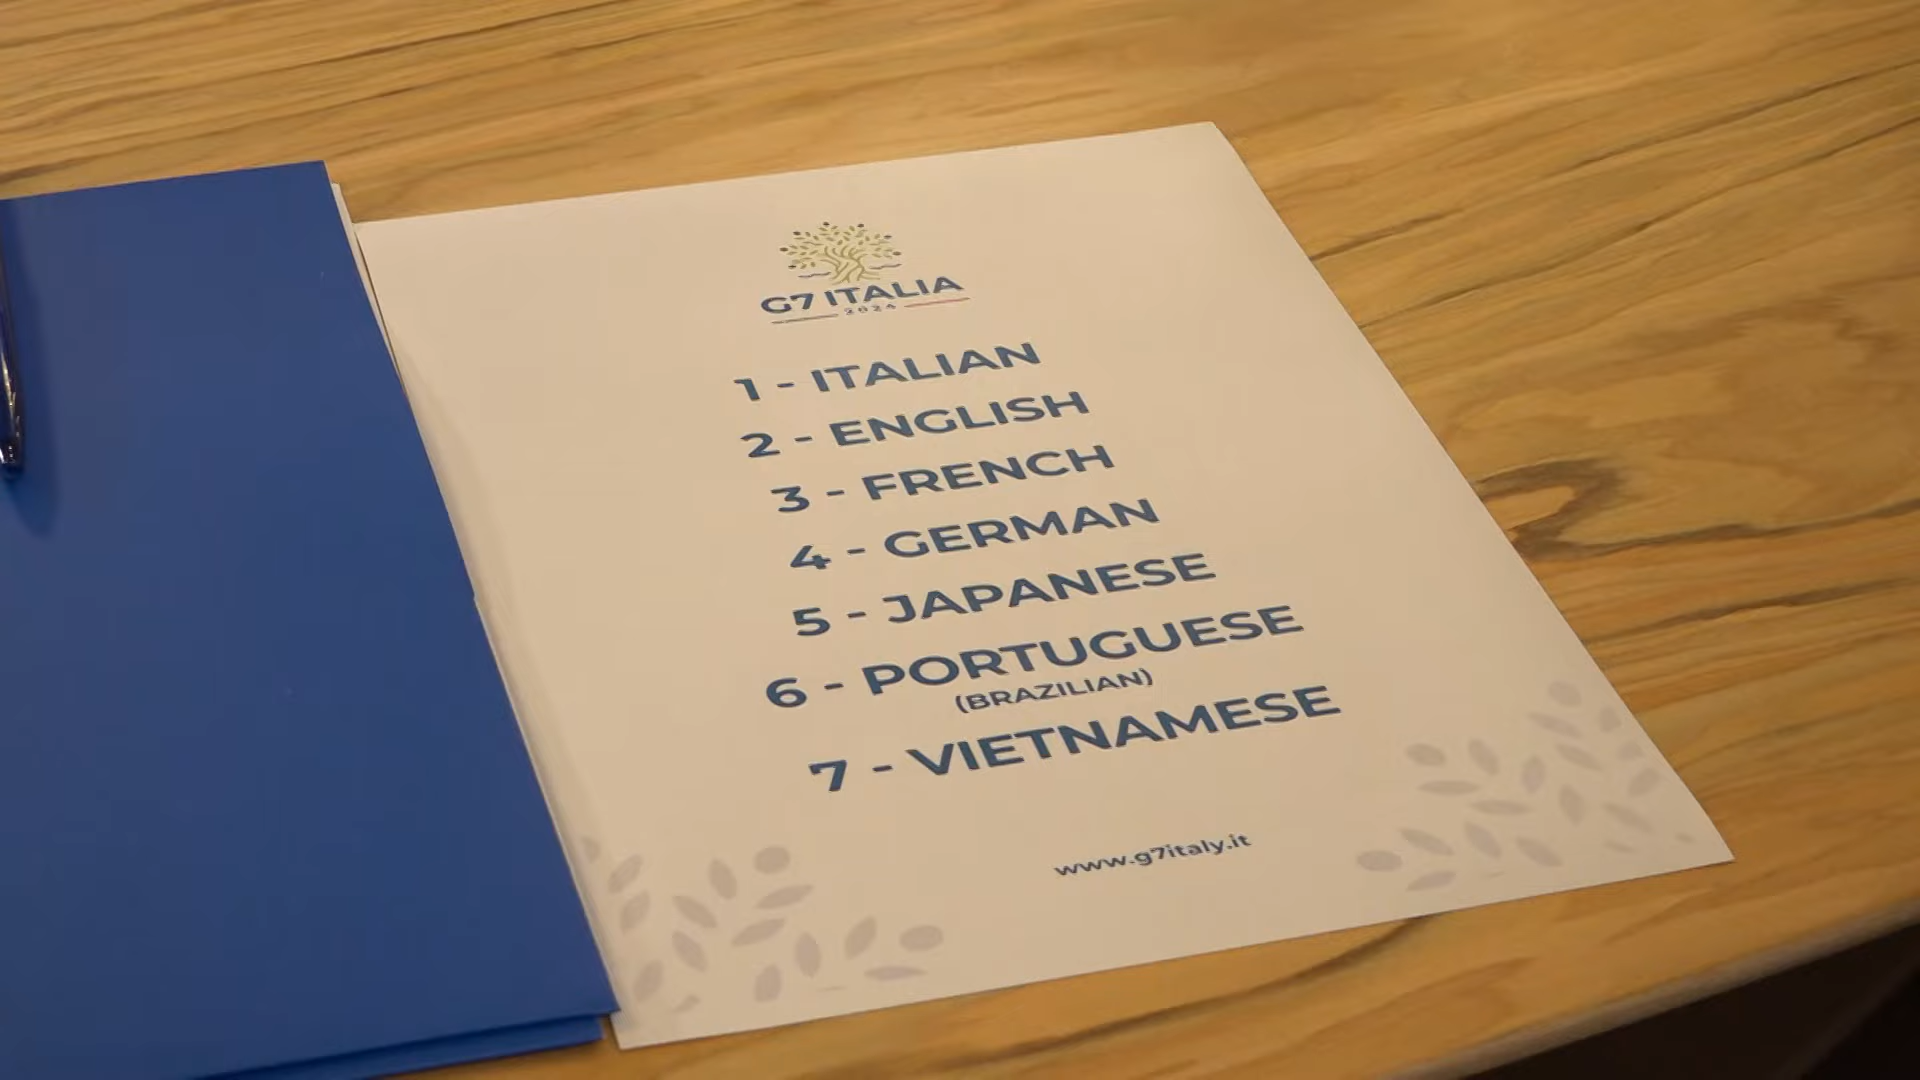 G7 ITALIA
2024
1 - ITALIAN
2 - ENGLISH
3 - FRENCH
4 - GERMAN
5 - JAPANESE
6 - PORTUGUESE
(BRAZILIAN)
7 - VIETNAMESE
www.g7italy.it